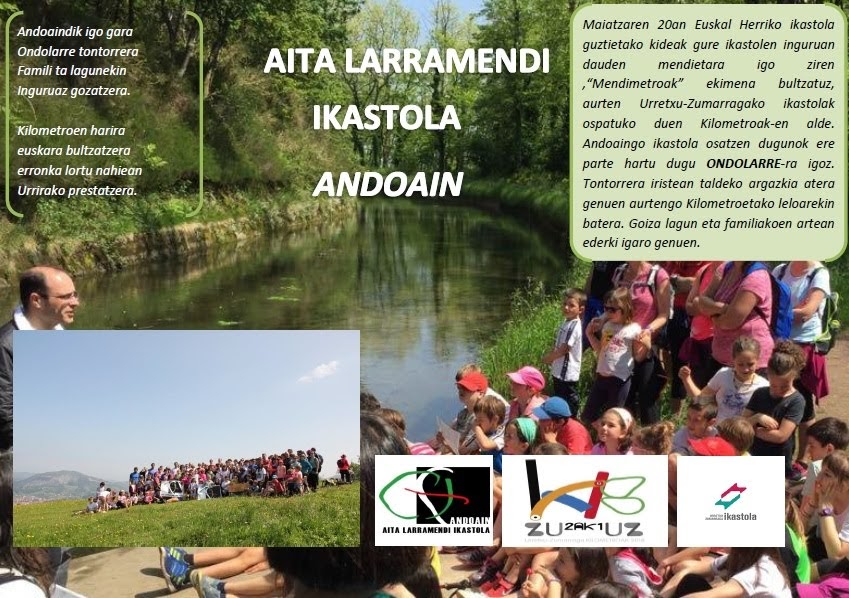 Andoaindik igo gara
Ondolarre tontorrera
Famili ta lagunekin
Inguruaz gozatzera.
Kilometroen harira
euskara bultzatzera
erronka lortu nahiean
Urrirako prestatzera.
AITA LARRAMENDI
IKASTOLA
ANDOAIN
Maiatzaren 20an Euskal Herriko ikastola
guztietako kideak gure ikastolen inguruan
dauden mendietara igo ziren
,“Mendimetroak” ekimena bultzatuz,
aurten Urretxu-Zumarragako ikastolak
ospatuko duen Kilometroak-en alde.
Andoaingo ikastola osatzen dugunok ere
parte hartu dugu ONDOLARRE-ra igoz.
Tontorrera iristean taldeko argazkia atera
genuen aurtengo Kilometroetako leloarekin
batera. Goiza lagun eta familiakoen artean
ederki igaro genuen.
ANDOAIN
AITA LARRAMENDI IKASTOLA
ZU2AK1UZ
ikastola